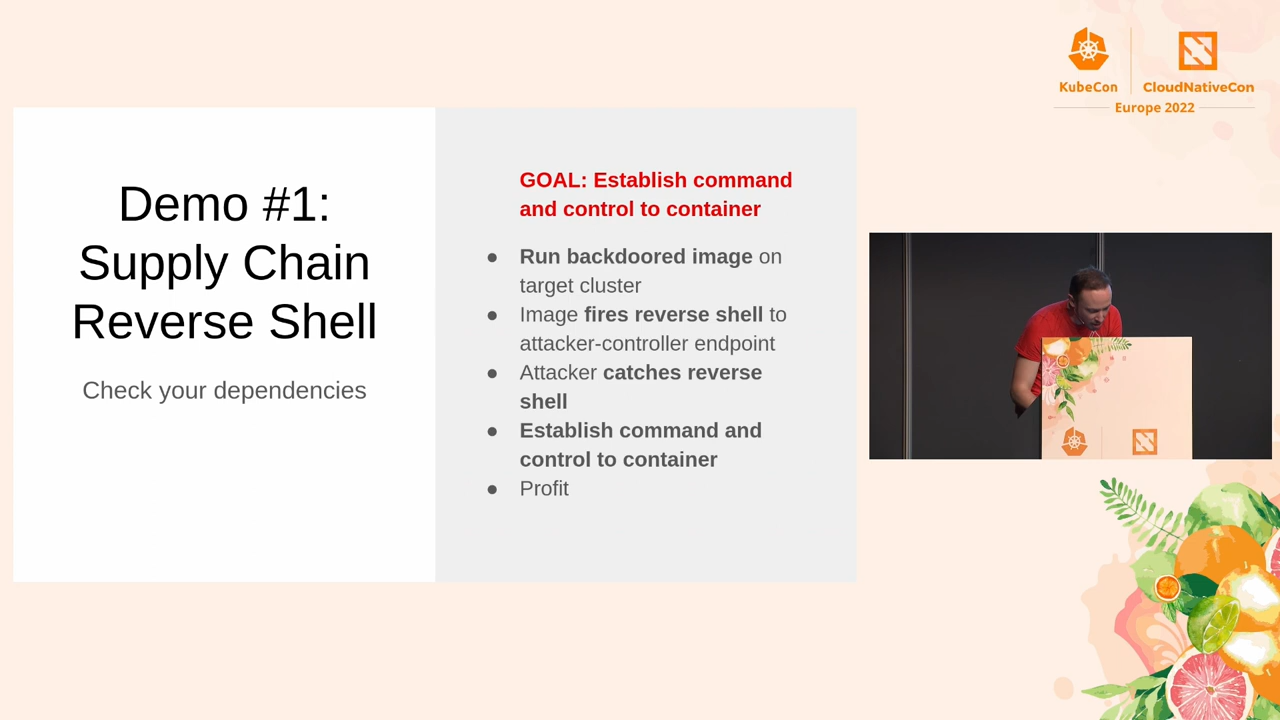 KubeCon
CloudNativeCon
Europe 2022
Demo #1:
Supply Chain
Reverse Shell
Check your dependencies
GOAL: Establish command
and control to container
● Run backdoored image on
target cluster
● Image fires reverse shell to
attacker-controller endpoint
● Attacker catches reverse
shell
● Establish command and
control to container
● Profit